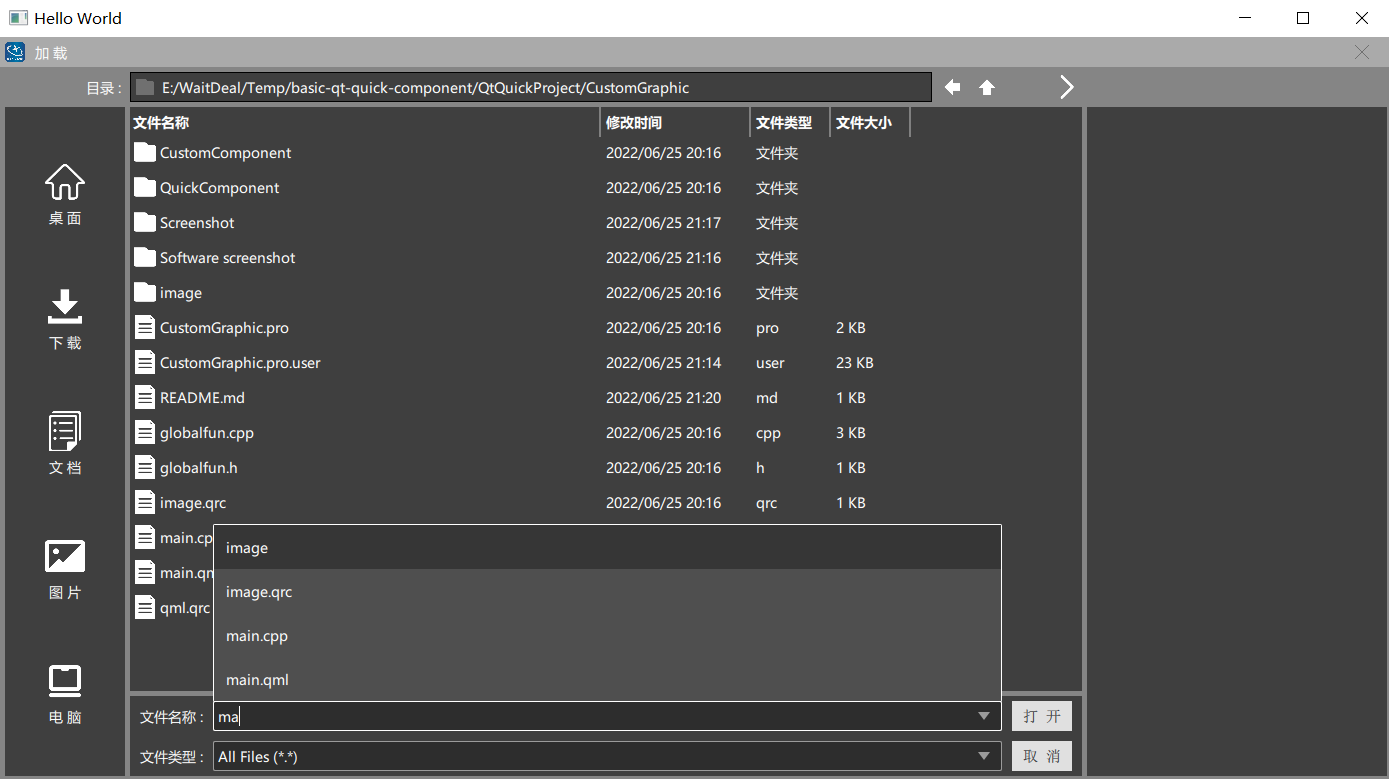 Hello World
加载
目录 : E:/WaitDeal/Temp/basic-qt-quick-component/QtQuickProject/CustomGraphic
桌面
下载
文档
图片
电脑
文件名称 修改时间 文件类型 文件大小
CustomComponent 2022/06/25 20:16 文件夹
QuickComponent 2022/06/25 20:16 文件夹
Screenshot 2022/06/25 21:17 文件夹
Software screenshot 2022/06/25 21:16 文件夹
image 2022/06/25 20:16 文件夹
CustomGraphic.pro 2022/06/25 20:16 pro 2 KB
CustomGraphic.pro.user 2022/06/25 21:14 user 23 KB
README.md 2022/06/25 21:20 md 1 KB
globalfun.cpp 2022/06/25 20:16 cpp 3 KB
globalfun.h 2022/06/25 20:16 h 1 KB
image.qrc 2022/06/25 20:16 qrc 1 KB
main.cp
main.qm
qml.qrc
image
image.qrc
main.cpp
main.qml
文件名称 : ma 打开
文件类型 : All Files (*.*) 取消